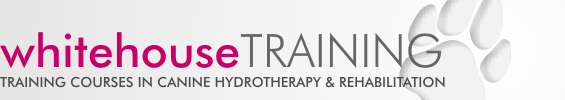 whitehouseTRAINING
TRAINING COURSES IN CANINE HYDROTHERAPY & REHABILITATION